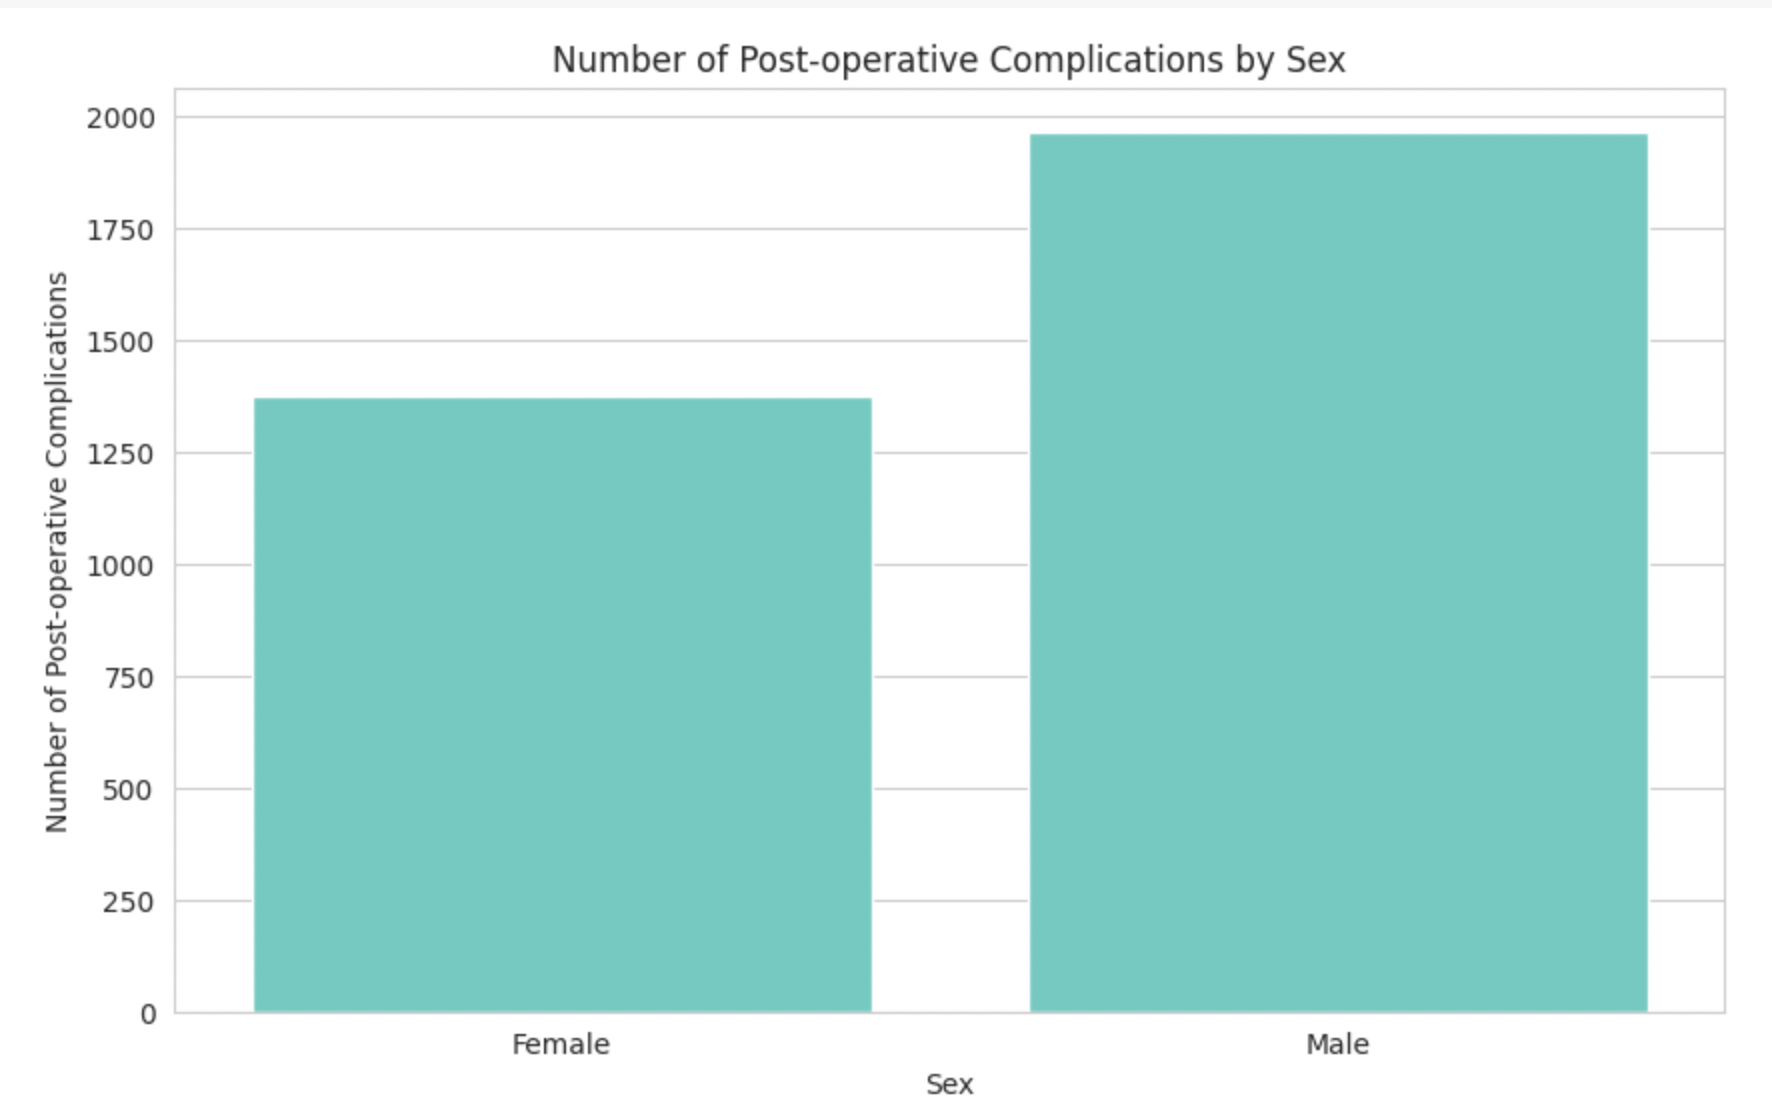 Number of Post-operative Complications by Sex
Number of Post-operative Complications
2000
1750
1500
1250
1000
750
500
250
0
Female
Male
Sex